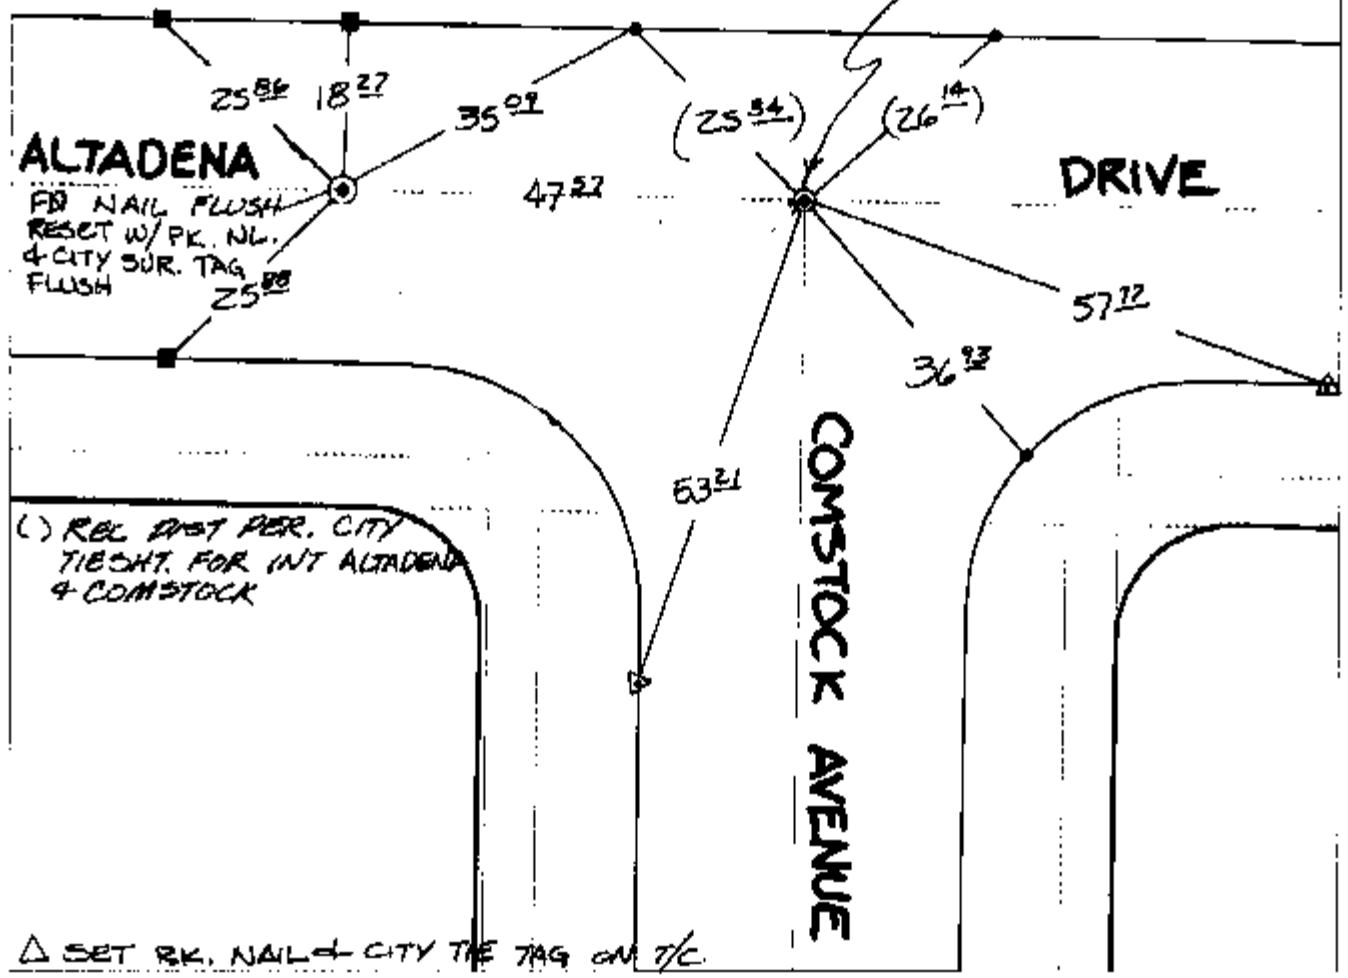 25 86
18 27
35 09
(25 54)
(26 14)
ALTADENA
DRIVE
47 57
FD NAIL FLUSH
RESET W/ PK. NL.
& CITY SUR. TAG
FLUSH
25 88
57 72
36 93
53 21
COMSTOCK AVENUE
( ) REC DIST PER. CITY
TIESHT. FOR INT ALTADENA
& COMSTOCK
△ SET PK. NAIL & CITY TIE TAG ON T/C.